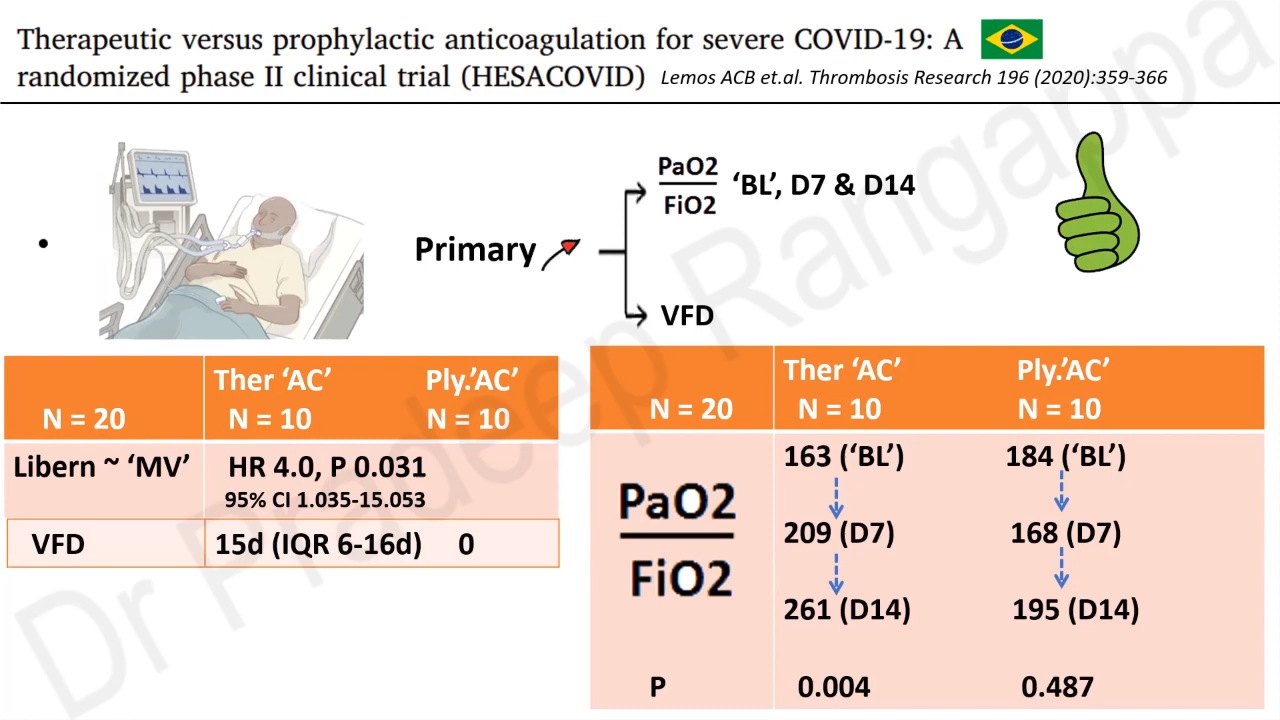 Therapeutic versus prophylactic anticoagulation for severe COVID-19: A
randomized phase II clinical trial (HESACOVID) Lemos ACB et.al. Thrombosis Research 196 (2020):359-366
•
Primary
PaO2
FiO2
‘BL’, D7 & D14
VFD
N = 20
Ther ‘AC’
N = 10
Ply.’AC’
N = 10
Libern ~ ‘MV’
HR 4.0, P 0.031
95% CI 1.035-15.053
VFD 15d (IQR 6-16d) 0
N = 20
Ther ‘AC’
N = 10
Ply.’AC’
N = 10
PaO2
FiO2
163 (‘BL’) 184 (‘BL’)
209 (D7) 168 (D7)
261 (D14) 195 (D14)
P 0.004 0.487
Dr Pradeep Rangappa